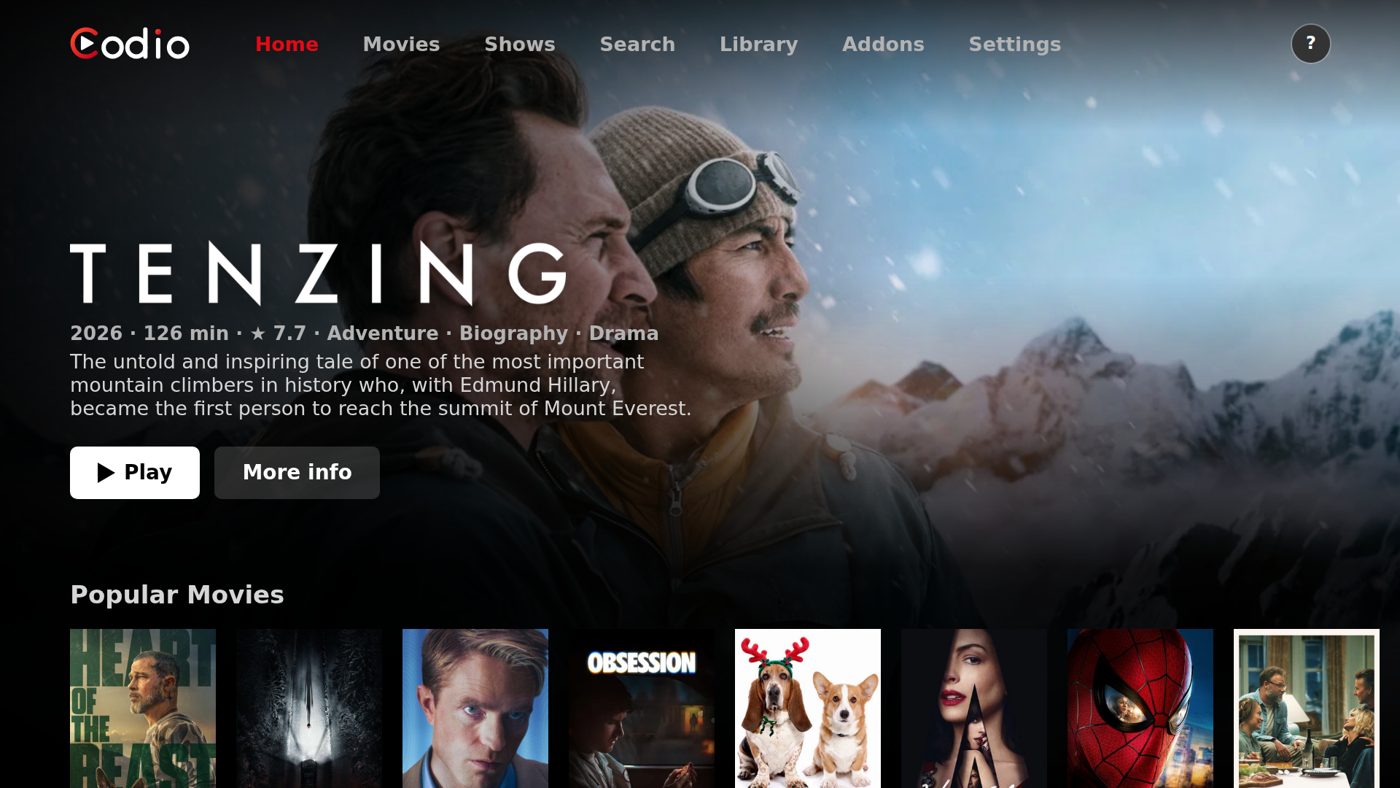 Codio
Home
Movies
Shows
Search
Library
Addons
Settings
?
TENZING
2026 · 126 min · ★ 7.7 · Adventure · Biography · Drama
The untold and inspiring tale of one of the most important
mountain climbers in history who, with Edmund Hillary,
became the first person to reach the summit of Mount Everest.
Play
More info
Popular Movies
HEART
OF
THE
BEAST
OBSESSION